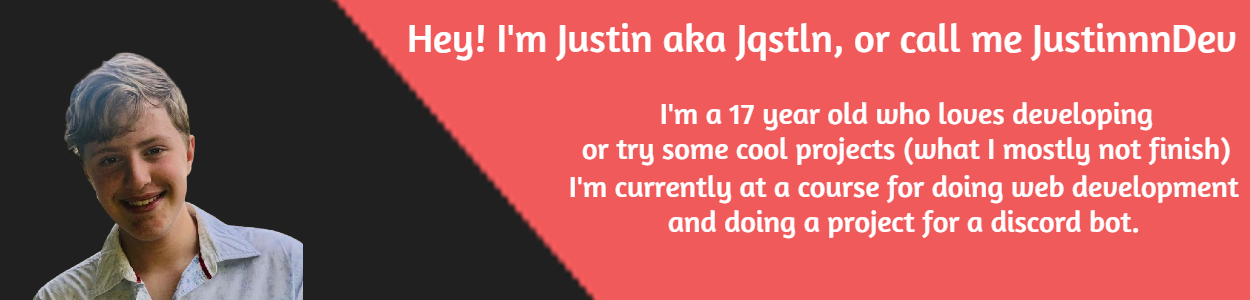 Hey! I'm Justin aka Jqstln, or call me JustinnnDev
I'm a 17 year old who loves developing
or try some cool projects (what I mostly not finish)
I'm currently at a course for doing web development
and doing a project for a discord bot.